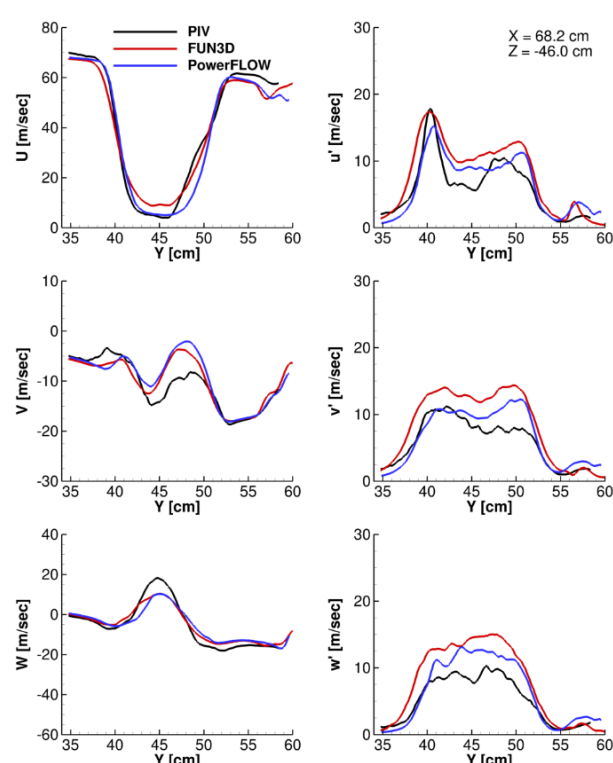 PIV
FUN3D
PowerFLOW
80
60
40
20
0
U [m/sec]
35 40 45 50 55 60
Y [cm]
X = 68.2 cm
Z = -46.0 cm
30
20
10
0
u' [m/sec]
35 40 45 50 55 60
Y [cm]
10
0
-10
-20
-30
V [m/sec]
35 40 45 50 55 60
Y [cm]
30
20
10
0
v' [m/sec]
35 40 45 50 55 60
Y [cm]
40
20
0
-20
-40
-60
W [m/sec]
35 40 45 50 55 60
Y [cm]
30
20
10
0
w' [m/sec]
35 40 45 50 55 60
Y [cm]